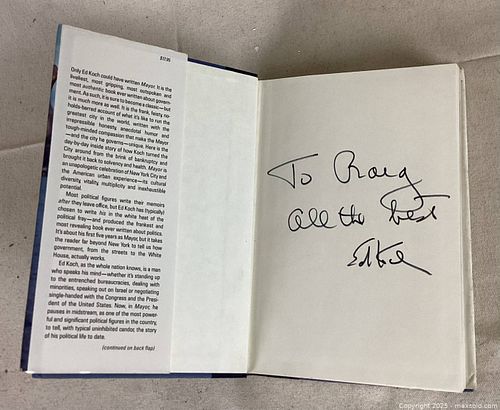 $17.95
Only Ed Koch could have written Mayor. It is the
liveliest, most gripping, most outspoken and
most authentic book ever written about govern-
ment. As such, it is sure to become a classic—but
it is much more as well. It is the frank, feisty, no-
holds-barred account of what it's like to run the
greatest city in the world, written with the
irrepressible honesty, anecdotal humor and
tough-minded compassion that make the Mayor
—and the city he governs—unique. Here is the
day-by-day inside story of how Koch turned the
City around from the brink of bankruptcy and
brought it back to solvency and health. Mayor is
an unapologetic celebration of New York City and
the American urban experience—its cultural
diversity, vitality, multiplicity and inexhaustible
potential.
Most political figures write their memoirs
after they leave office, but Ed Koch has (typically)
chosen to write his in the white heat of the
political fray—and produced the frankest and
most revealing book ever written about politics.
It's about his first five years as Mayor, but it takes
the reader far beyond New York to tell us how
government, from the streets to the White
House, actually works.
Ed Koch, as the whole nation knows, is a man
who speaks his mind—whether it's standing up
to the entrenched bureaucracies, dealing with
minorities, speaking out on Israel or negotiating
single-handed with the Congress and the Presi-
dent of the United States. Now, in Mayor, he
pauses in midstream, as one of the most power-
ful and significant political figures in the country,
to tell, with typical uninhibited candor, the story
of his political life to date.
(continued on back flap)
To Craig
all the best
Ed Koch
Copyright 2025 - maxsold.com